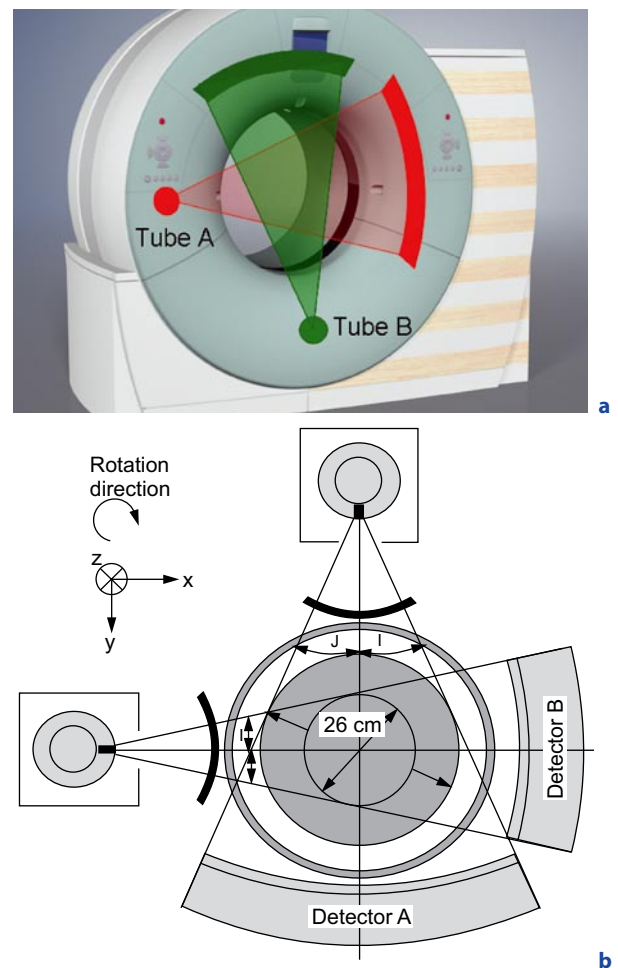 Tube A
Tube B
a
Rotation
direction
z
x
y
J
I
I
26 cm
Detector B
Detector A
b